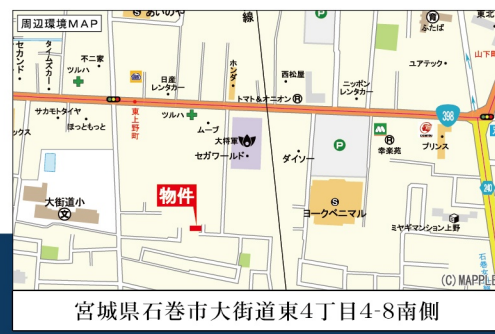 周辺環境MAP
あいのや
線
P
ふたば
東北
山下町
セカンド
タイムズカー
不二家
ツルハ
日産
レンタカー
ホンダ
西松屋
ニッポン
レンタカー
ユアテック
トマト&オニオン
R
398
サカモトタイヤ
ほっともっと
東上野町
ツルハ
ムーブ
大将軍
セガワールド
ダイソー
P
M
R
幸楽苑
プリンス
240
大街道小
文
物件
S
ヨークベニマル
ミヤギマンション上野
石巻女
(C) MAPPLE
宮城県石巻市大街道東4丁目4-8南側